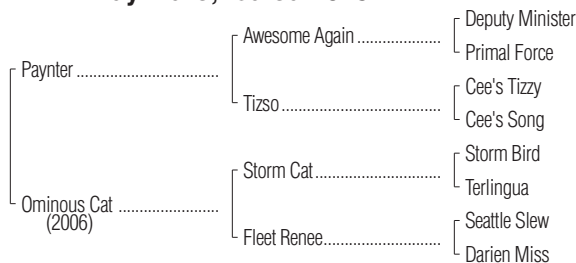 Deputy Minister
Awesome Again
Primal Force
Paynter
Cee's Tizzy
Tizso
Cee's Song
Storm Bird
Storm Cat
Terlingua
Ominous Cat
(2006)
Seattle Slew
Fleet Renee
Darien Miss